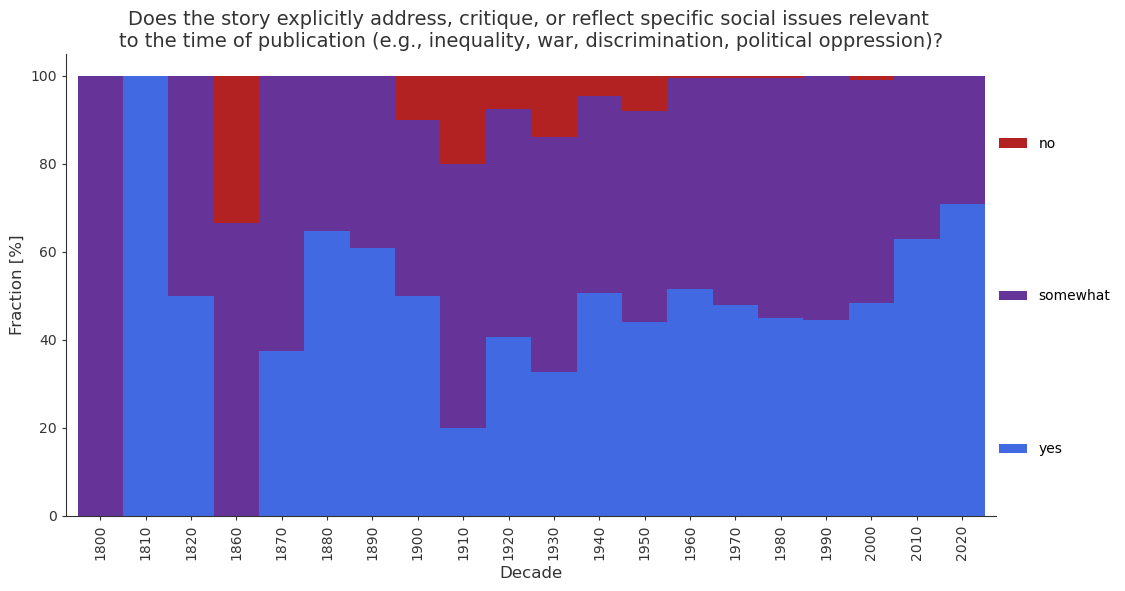 Does the story explicitly address, critique, or reflect specific social issues relevant
to the time of publication (e.g., inequality, war, discrimination, political oppression)?
100
80
60
40
20
0
Fraction [%]
no
somewhat
yes
1800 1810 1820 1860 1870 1880 1890 1900 1910 1920 1930 1940 1950 1960 1970 1980 1990 2000 2010 2020
Decade